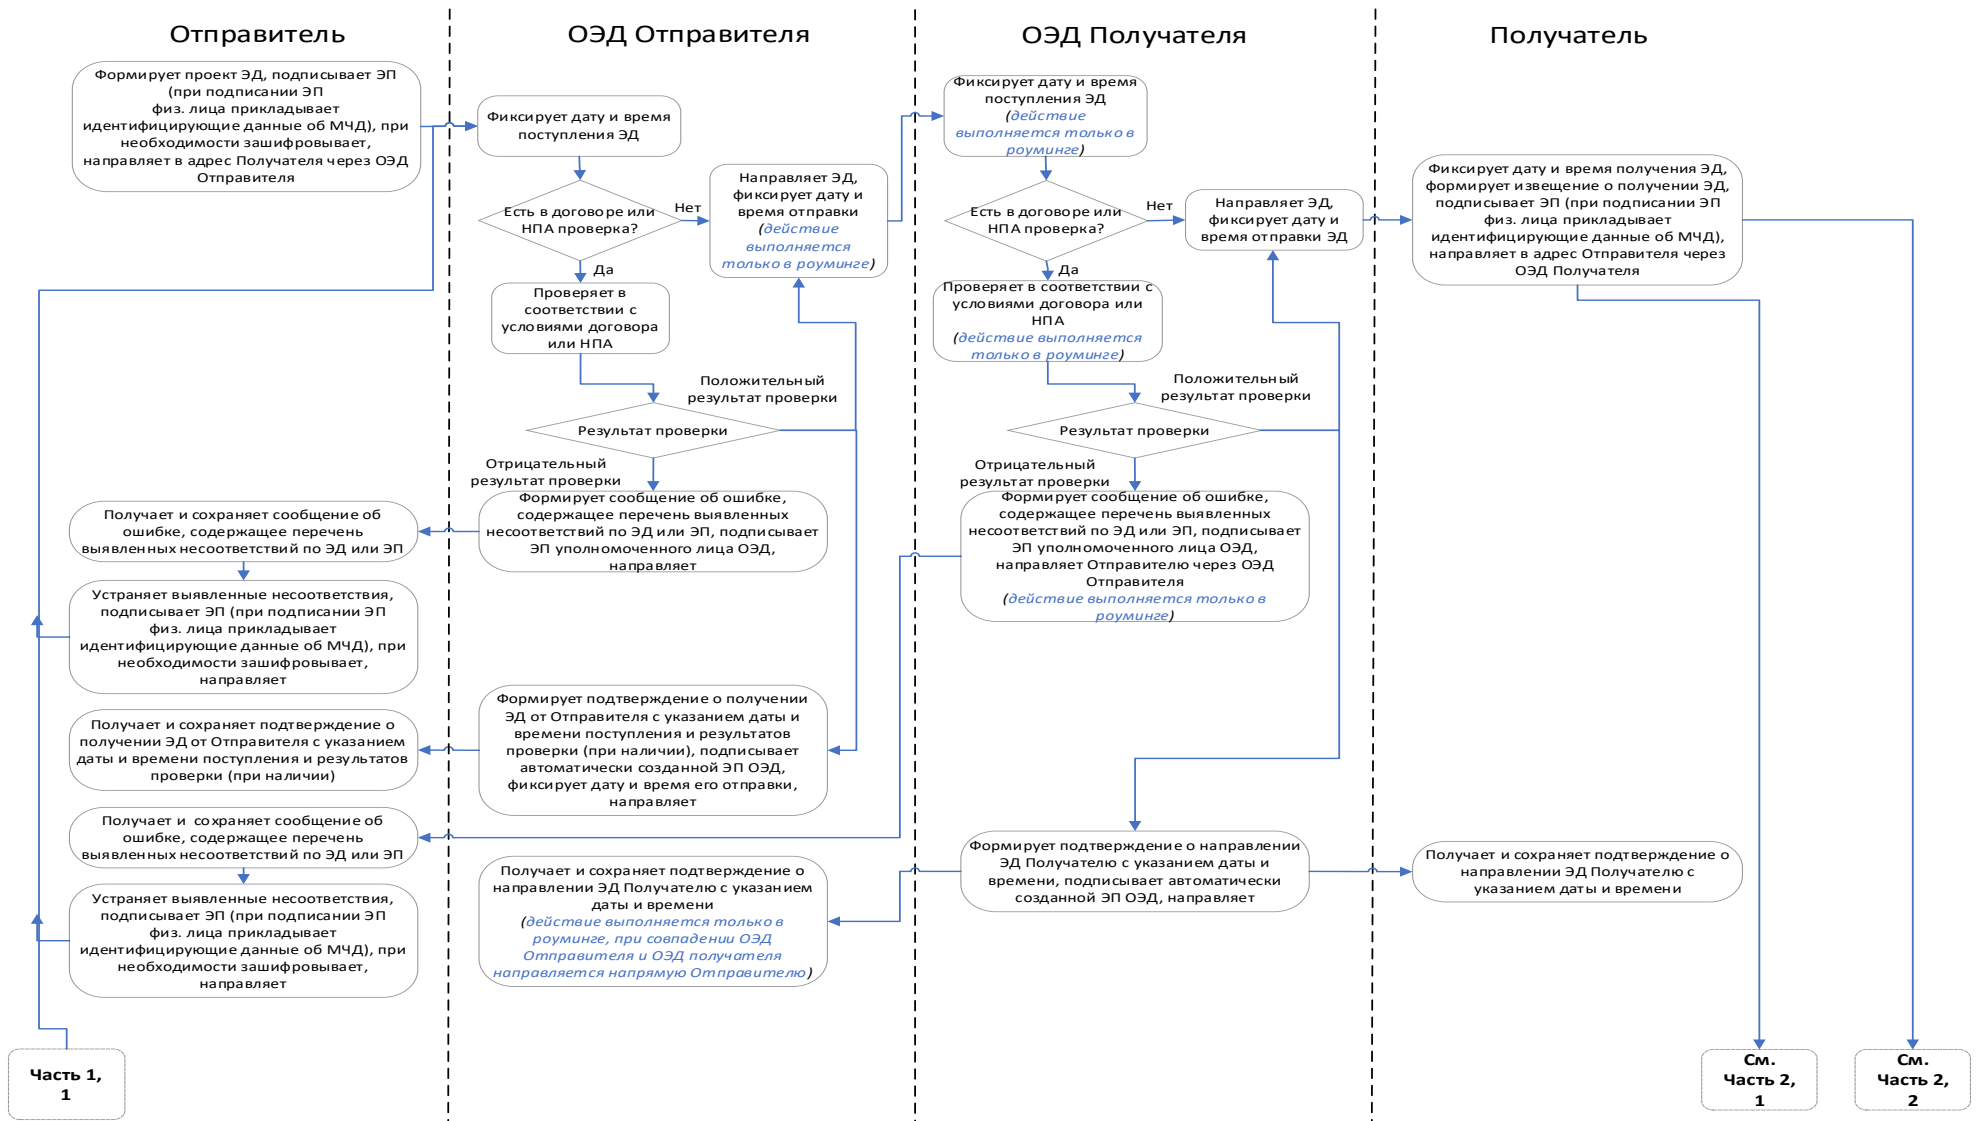 Отправитель
ОЭД Отправителя
ОЭД Получателя
Получатель
Формирует проект ЭД, подписывает ЭП
(при подписании ЭП
физ. лица прикладывает
идентифицирующие данные об МЧД), при
необходимости зашифровывает,
направляет в адрес Получателя через ОЭД
Отправителя
Фиксирует дату и время
поступления ЭД
Есть в договоре или
НПА проверка?
Нет
Да
Направляет ЭД,
фиксирует дату и
время отправки
(действие
выполняется
только в роуминге)
Проверяет в
соответствии с
условиями договора
или НПА
Положительный
результат проверки
Результат проверки
Отрицательный
результат проверки
Формирует сообщение об ошибке,
содержащее перечень выявленных
несоответствий по ЭД или ЭП, подписывает
ЭП уполномоченного лица ОЭД,
направляет
Фиксирует дату и время
поступления ЭД
(действие
выполняется только в
роуминге)
Есть в договоре или
НПА проверка?
Нет
Да
Направляет ЭД,
фиксирует дату и
время отправки ЭД
Проверяет в соответствии с
условиями договора или
НПА
(действие выполняется
только в роуминге)
Положительный
результат проверки
Результат проверки
Отрицательный
результат проверки
Формирует сообщение об ошибке,
содержащее перечень выявленных
несоответствий по ЭД или ЭП, подписывает
ЭП уполномоченного лица ОЭД,
направляет Отправителю через ОЭД
Отправителя
(действие выполняется только в
роуминге)
Фиксирует дату и время получения ЭД,
формирует извещение о получении ЭД,
подписывает ЭП (при подписании ЭП
физ. лица прикладывает
идентифицирующие данные об МЧД),
направляет в адрес Отправителя через
ОЭД Получателя
Получает и сохраняет сообщение об
ошибке, содержащее перечень
выявленных несоответствий по ЭД или ЭП
Устраняет выявленные несоответствия,
подписывает ЭП (при подписании ЭП
физ. лица прикладывает
идентифицирующие данные об МЧД), при
необходимости зашифровывает,
направляет
Получает и сохраняет подтверждение о
получении ЭД от Отправителя с указанием
даты и времени поступления и результатов
проверки (при наличии)
Формирует подтверждение о получении
ЭД от Отправителя с указанием даты и
времени поступления и результатов
проверки (при наличии), подписывает
автоматически созданной ЭП ОЭД,
фиксирует дату и время его отправки,
направляет
Получает и сохраняет сообщение об
ошибке, содержащее перечень
выявленных несоответствий по ЭД или ЭП
Устраняет выявленные несоответствия,
подписывает ЭП (при подписании ЭП
физ. лица прикладывает
идентифицирующие данные об МЧД), при
необходимости зашифровывает,
направляет
Получает и сохраняет подтверждение о
направлении ЭД Получателю с указанием
даты и времени
(действие выполняется только в
роуминге, при совпадении ОЭД
Отправителя и ОЭД получателя
направляется напрямую Отправителю)
Формирует подтверждение о направлении
ЭД Получателю с указанием даты и
времени, подписывает автоматически
созданной ЭП ОЭД, направляет
Получает и сохраняет подтверждение о
направлении ЭД Получателю с
указанием даты и времени
Часть 1,
1
См.
Часть 2,
1
См.
Часть 2,
2